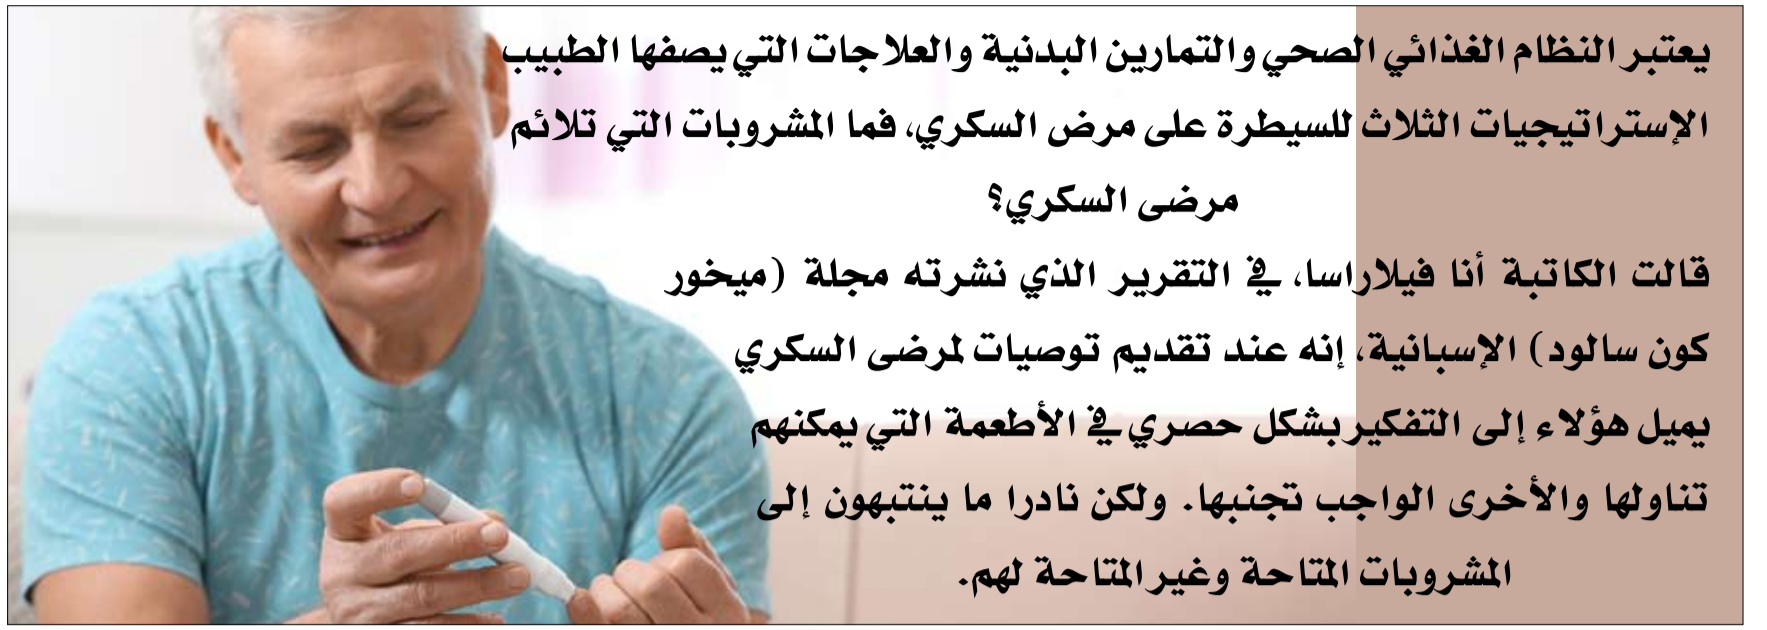 يعتبر النظام الغذائي الصحي والتمارين البدنية والعلاجات التي يصفها الطبيب
الإستراتيجيات الثلاث للسيطرة على مرض السكري، فما المشروبات التي تلائم
مرضى السكري؟
قالت الكاتبة أنا فيلاراسا، في التقرير الذي نشرته مجلة (ميخور
كون سالود) الإسبانية، إنه عند تقديم توصيات لمرضى السكري
يميل هؤلاء إلى التفكير بشكل حصري في الأطعمة التي يمكنهم
تناولها والأخرى الواجب تجنبها. ولكن نادرا ما ينتبهون إلى
المشروبات المتاحة وغير المتاحة لهم.